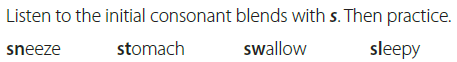 Listen to the initial consonant blends with s. Then practice.
sneeze stomach swallow sleepy